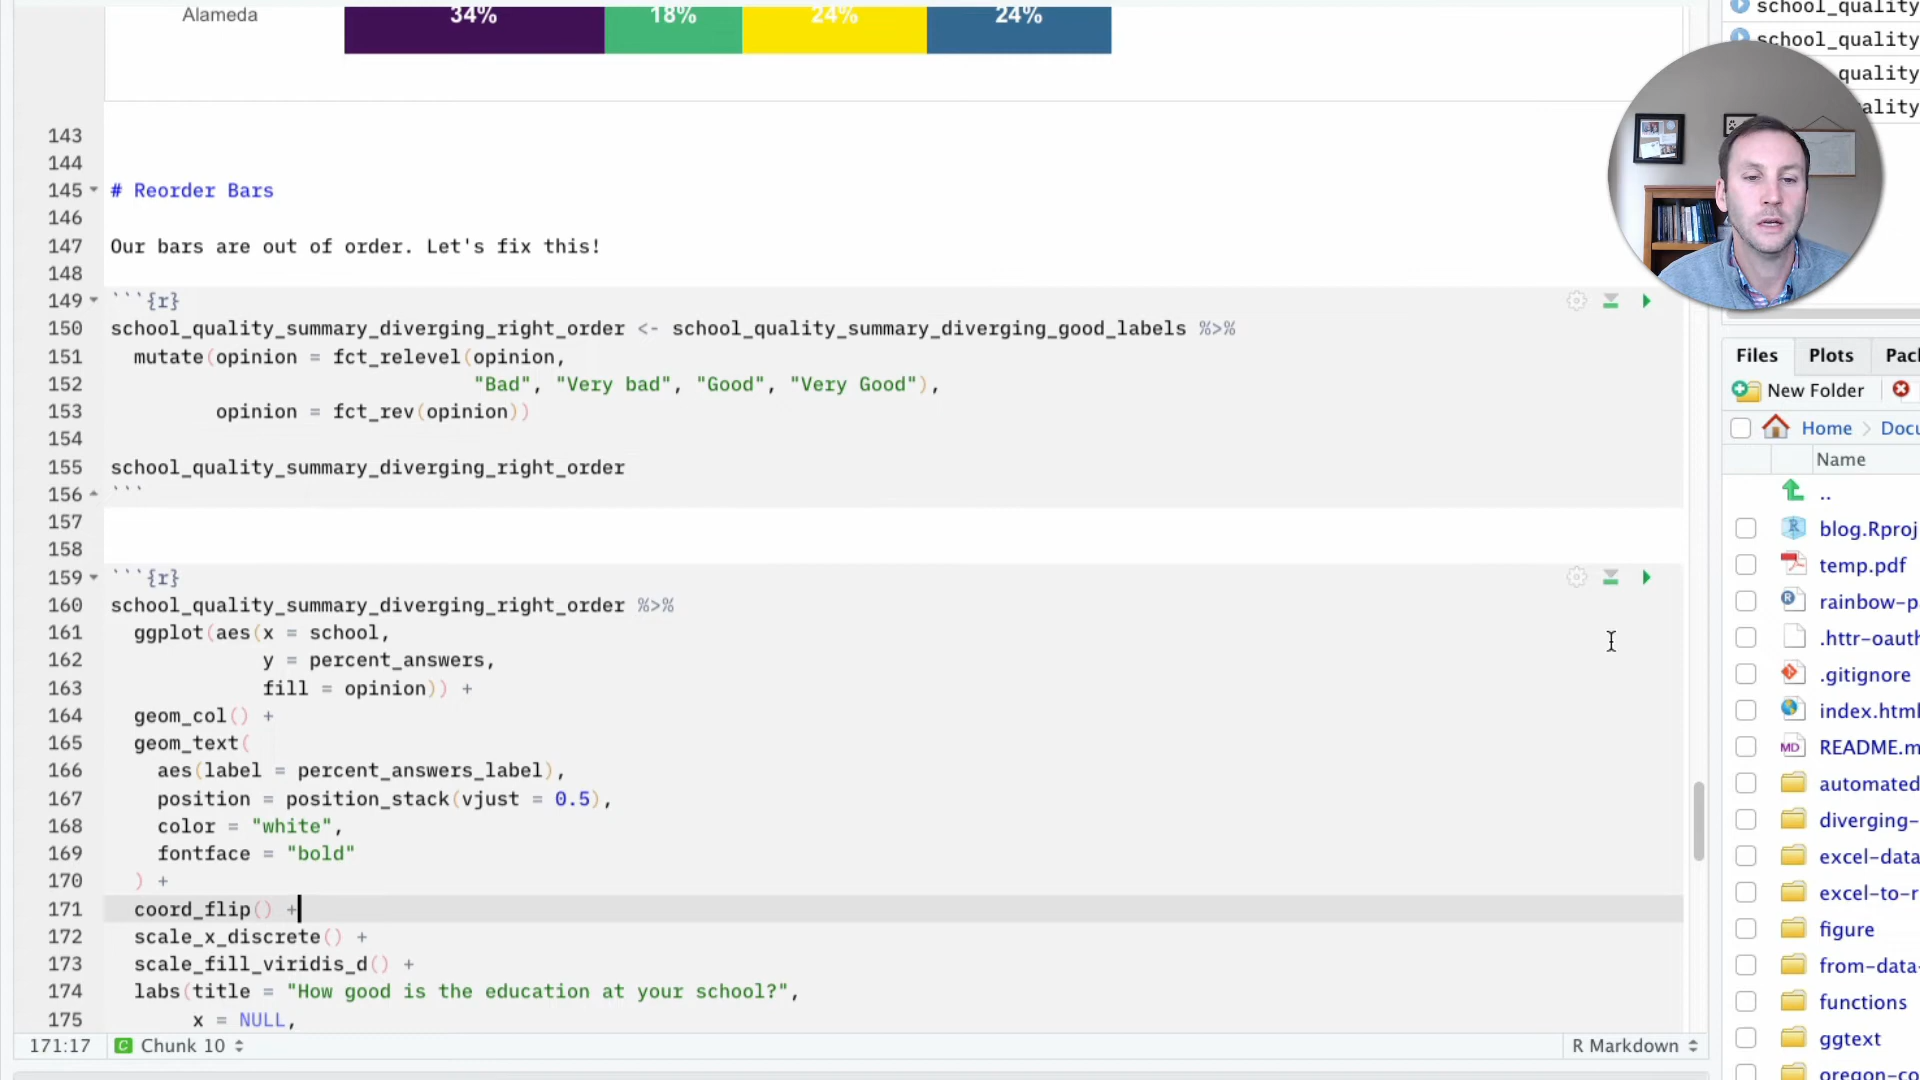 Alameda 34% 18% 24% 24%
143
144
145 # Reorder Bars
146
147 Our bars are out of order. Let's fix this!
148
149 ```{r}
150 school_quality_summary_diverging_right_order <- school_quality_summary_diverging_good_labels %>%
151 mutate(opinion = fct_relevel(opinion,
152 "Bad", "Very bad", "Good", "Very Good"),
153 opinion = fct_rev(opinion))
154
155 school_quality_summary_diverging_right_order
156 ```
157
158
159 ```{r}
160 school_quality_summary_diverging_right_order %>%
161 ggplot(aes(x = school,
162 y = percent_answers,
163 fill = opinion)) +
164 geom_col() +
165 geom_text(
166 aes(label = percent_answers_label),
167 position = position_stack(vjust = 0.5),
168 color = "white",
169 fontface = "bold"
170 ) +
171 coord_flip() +
172 scale_x_discrete() +
173 scale_fill_viridis_d() +
174 labs(title = "How good is the education at your school?",
175 x = NULL,
171:17 Chunk 10 R Markdown
school_quality
school_quality
quality
ality
Files Plots Pac
New Folder
Home > Docu
Name
..
blog.Rproj
temp.pdf
rainbow-p
.httr-oauth
.gitignore
index.html
README.m
automated
diverging-
excel-data
excel-to-r
figure
from-data-
functions
ggtext
oregon-co